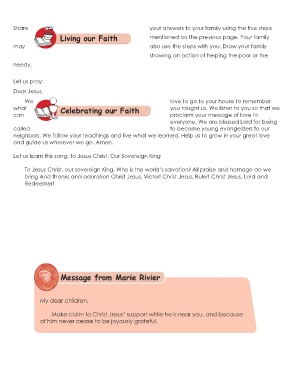 Share your answers to your family using the five steps
Living our Faith
mentioned on the previous page. Your family
may also use the steps with you. Draw your family
showing an action of helping the poor or the
needy.
Let us pray:
Dear Jesus,
We love to go to your house to remember
Celebrating our Faith
what you taught us. We listen to you so that we
can proclaim your message of love to
everyone. We are blessed Lord for being
called to become young evangelizers to our
neighbors. We follow your teachings and live what we learned. Help us to grow in your great love
and guide us wherever we go. Amen.
Let us learn this song: To Jesus Christ, Our Sovereign King
To Jesus Christ, our sovereign King, Who is the world's salvation! All praise and homage do we
bring And thanks and adoration Christ Jesus, Victor! Christ Jesus, Ruler! Christ Jesus, Lord and
Redeemer!
Message from Marie Rivier
My dear children,
Make claim to Christ Jesus' support while he is near you, and because
of him never cease to be joyously grateful.